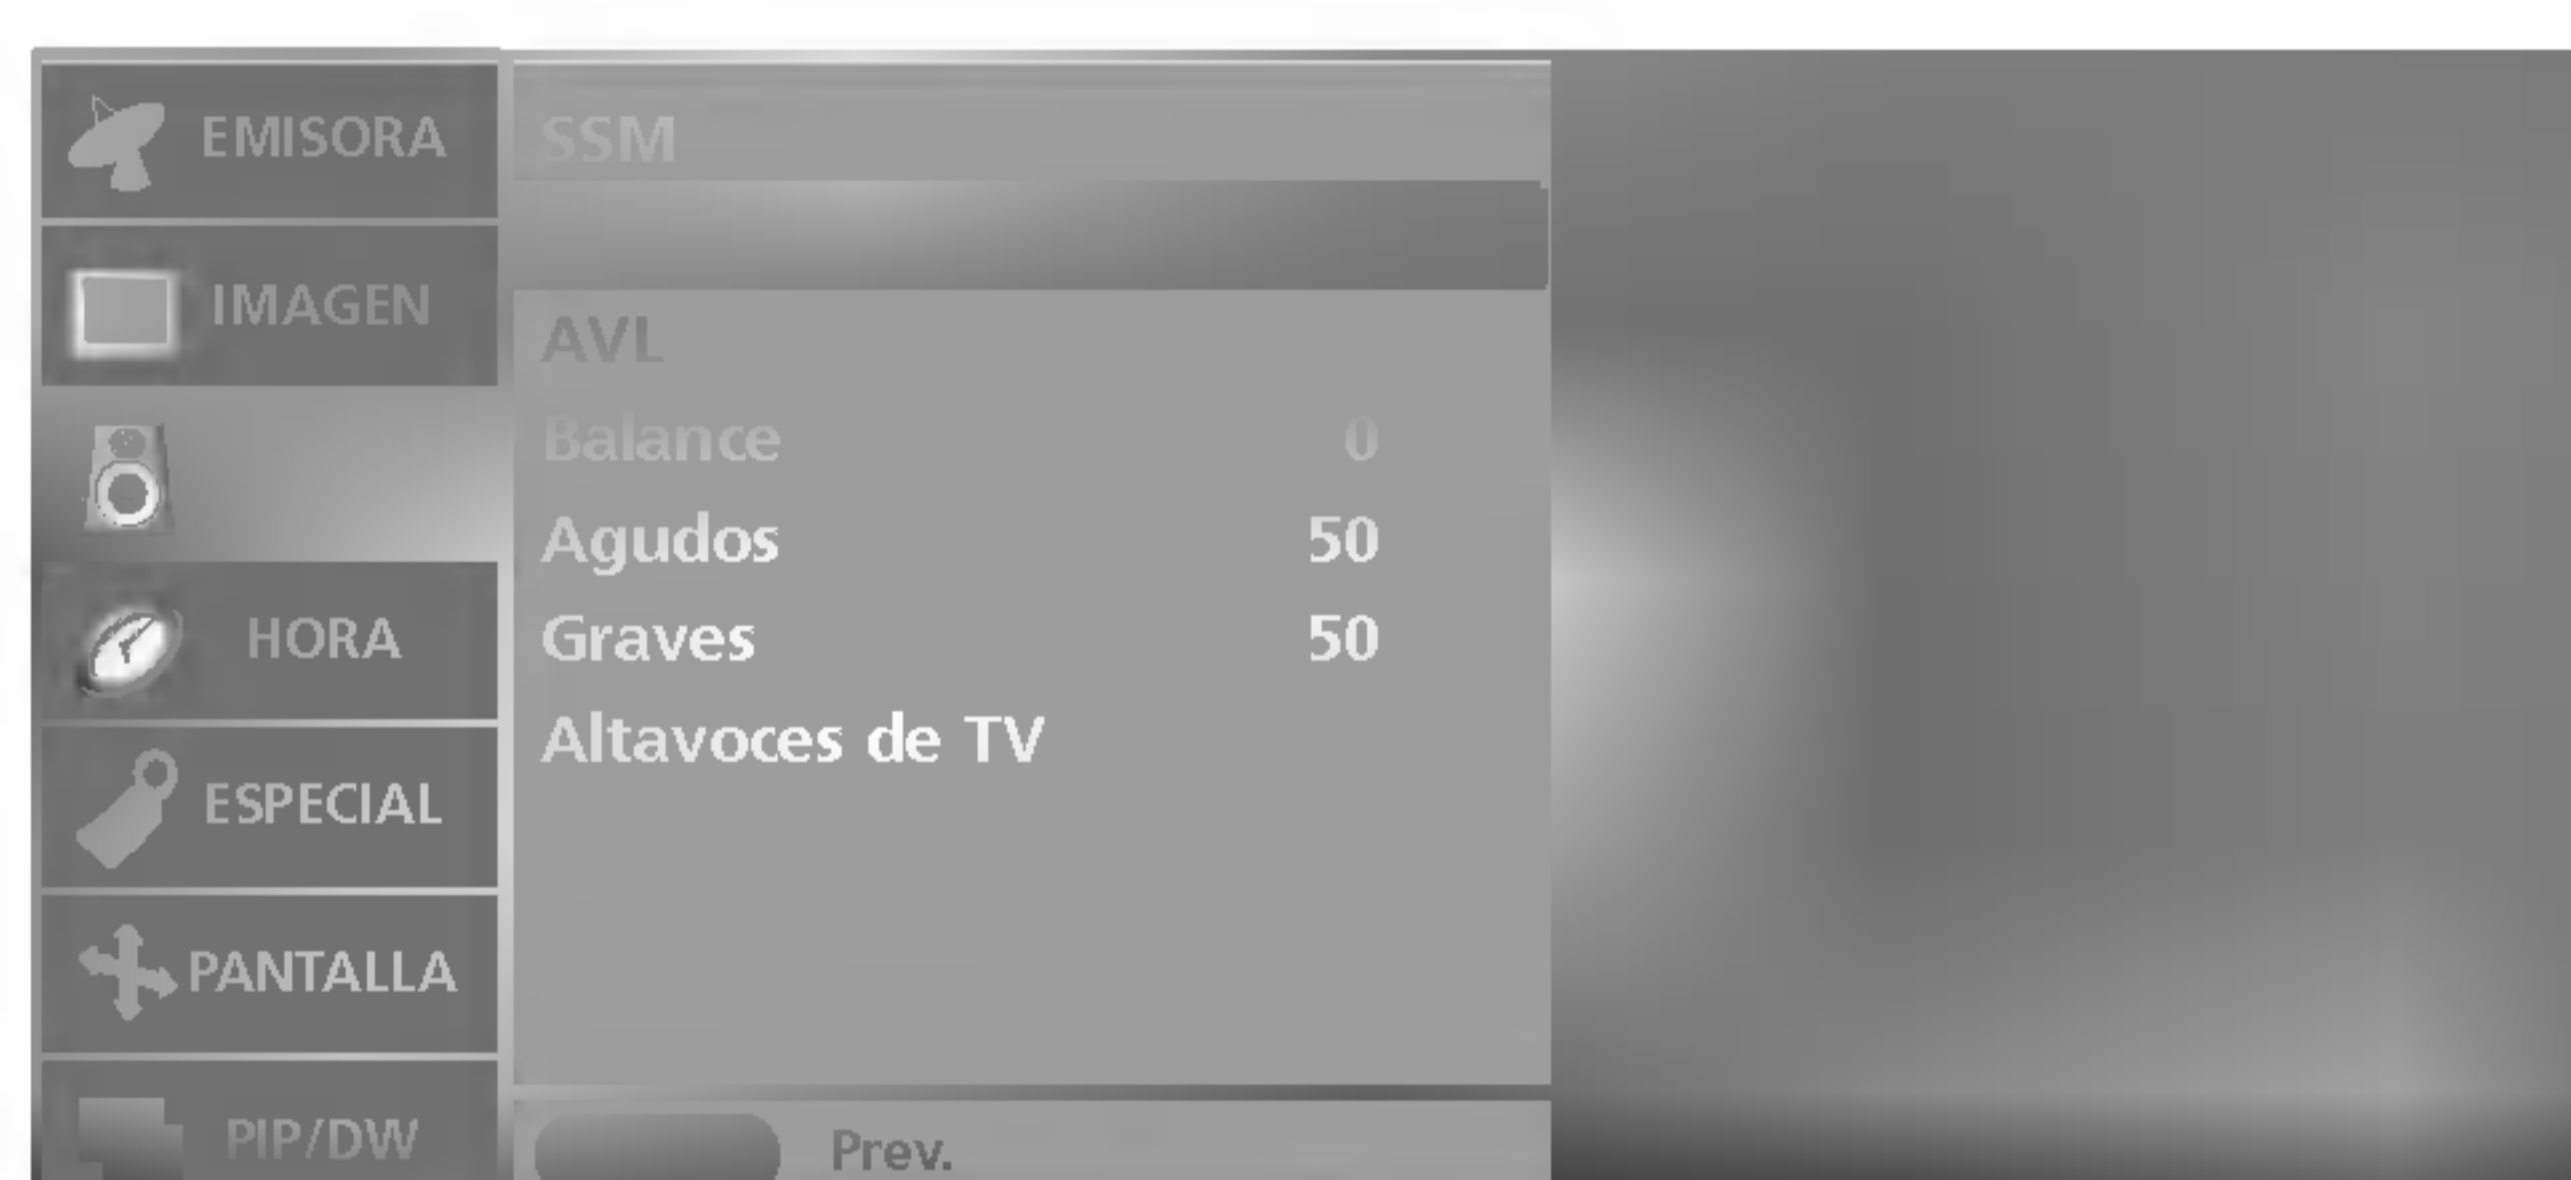 EMISORA
IMAGEN
HORA
ESPECIAL
PANTALLA
PIP/DW
SSM
AVL
Balance 0
Agudos 50
Graves 50
Altavoces de TV
Prev.